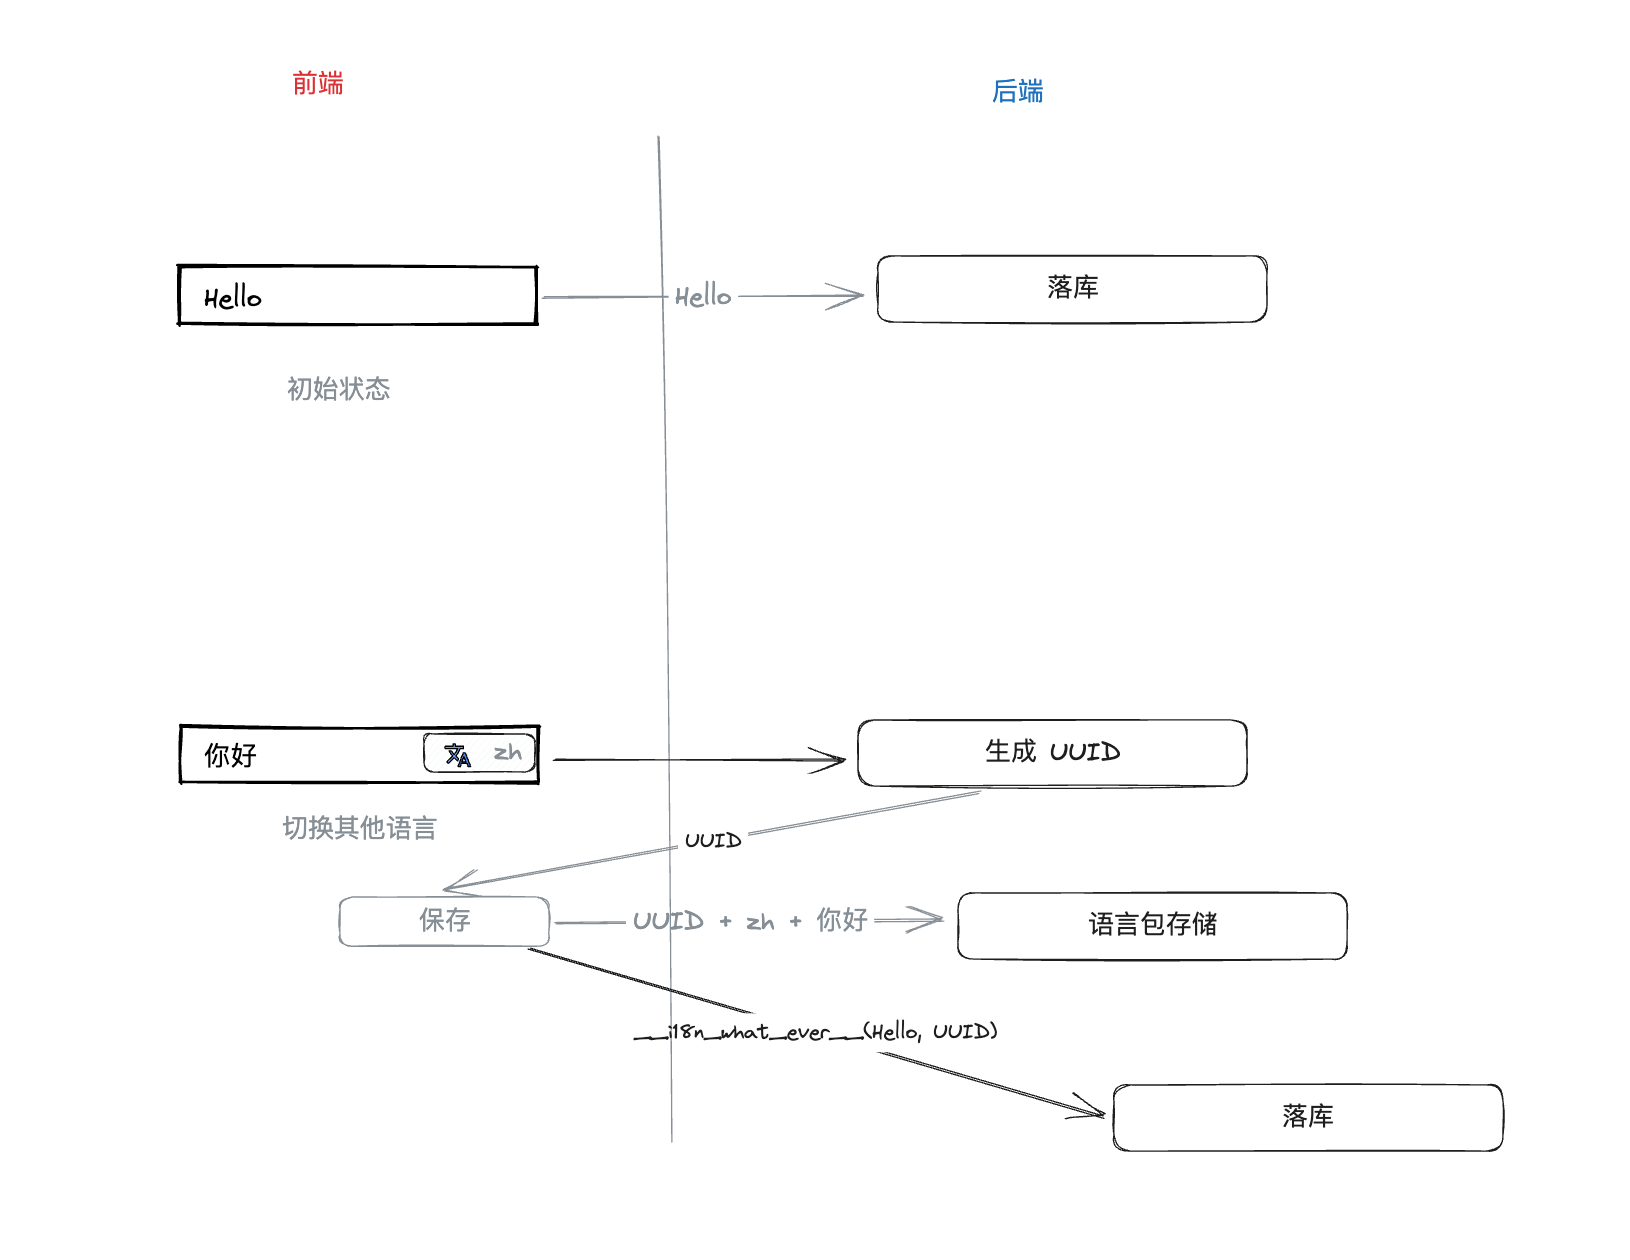 前端
后端
Hello
Hello
落库
初始状态
你好
文A zh
生成 UUID
切换其他语言
UUID
保存
UUID + zh + 你好
语言包存储
__i18n_what_ever__(Hello, UUID)
落库